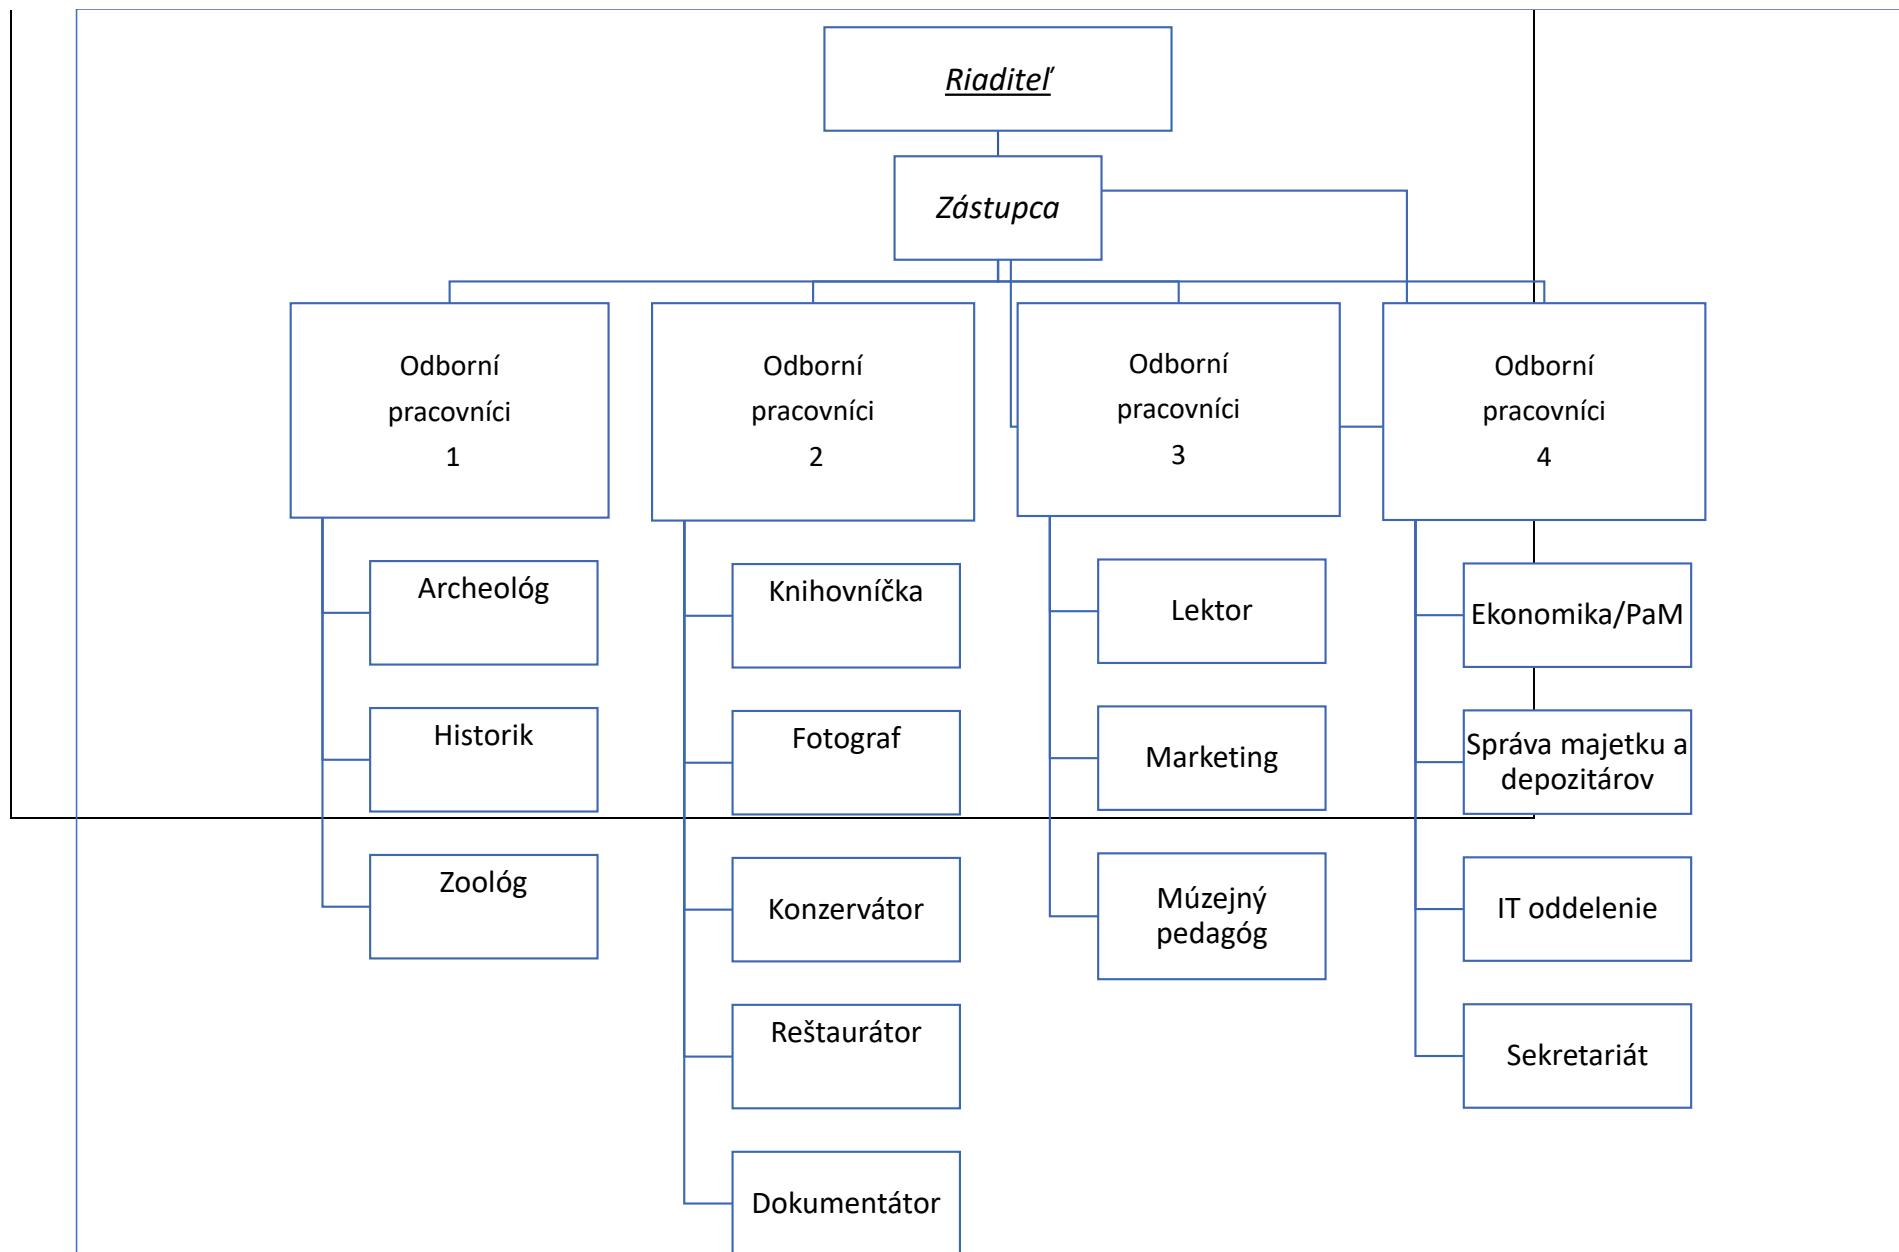 Riaditeľ
Zástupca
Odborní
pracovníci
1
Odborní
pracovníci
2
Odborní
pracovníci
3
Odborní
pracovníci
4
Archeológ
Historik
Zoológ
Knihovníčka
Fotograf
Konzervátor
Reštaurátor
Dokumentátor
Lektor
Marketing
Múzejný
pedagóg
Ekonomika/PaM
Správa majetku a
depozitárov
IT oddelenie
Sekretariát